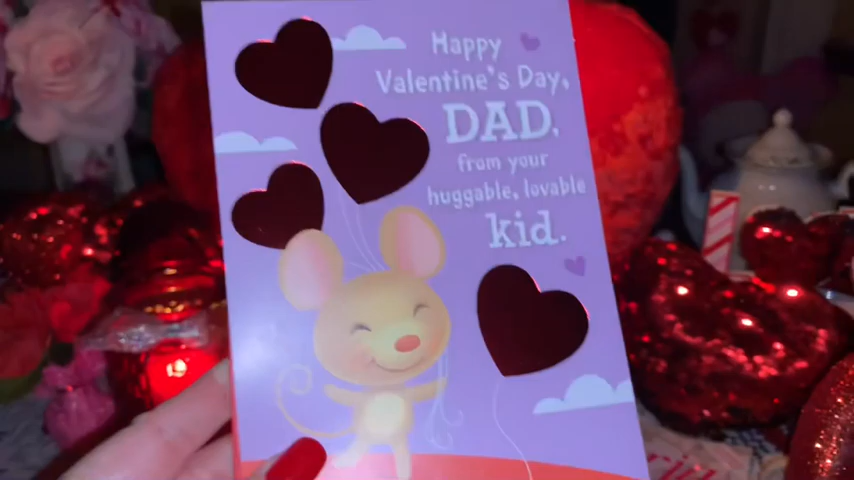 Happy
Valentine's Day,
DAD,
from your
huggable, lovable
kid.